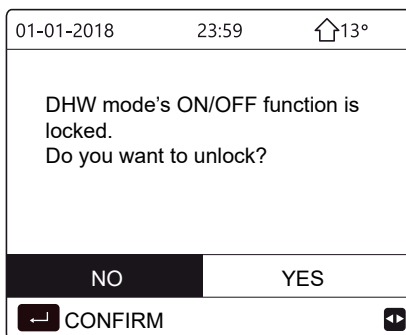 01-01-2018 23:59 13°
DHW mode's ON/OFF function is
locked.
Do you want to unlock?
NO YES
CONFIRM